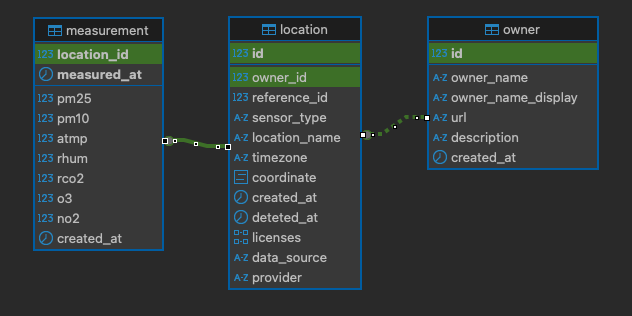 measurement
123 location_id
measured_at
123 pm25
123 pm10
123 atmp
123 rhum
123 rco2
123 o3
123 no2
created_at
location
123 id
123 owner_id
123 reference_id
A-Z sensor_type
A-Z location_name
A-Z timezone
coordinate
created_at
deteted_at
licenses
A-Z data_source
A-Z provider
owner
123 id
A-Z owner_name
A-Z owner_name_display
A-Z url
A-Z description
created_at